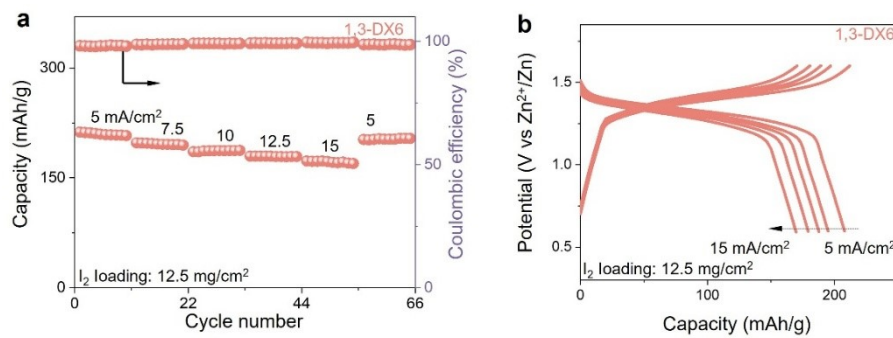 a
1,3-DX6
Capacity (mAh/g)
300
150
0
5 mA/cm²
7.5
10
12.5
15
5
I₂ loading: 12.5 mg/cm²
0
22
44
66
Cycle number
100
50
0
Coulombic efficiency (%)
b
1,3-DX6
Potential (V vs Zn²⁺/Zn)
1.5
1.0
0.5
15 mA/cm²
5 mA/cm²
I₂ loading: 12.5 mg/cm²
0
100
200
Capacity (mAh/g)